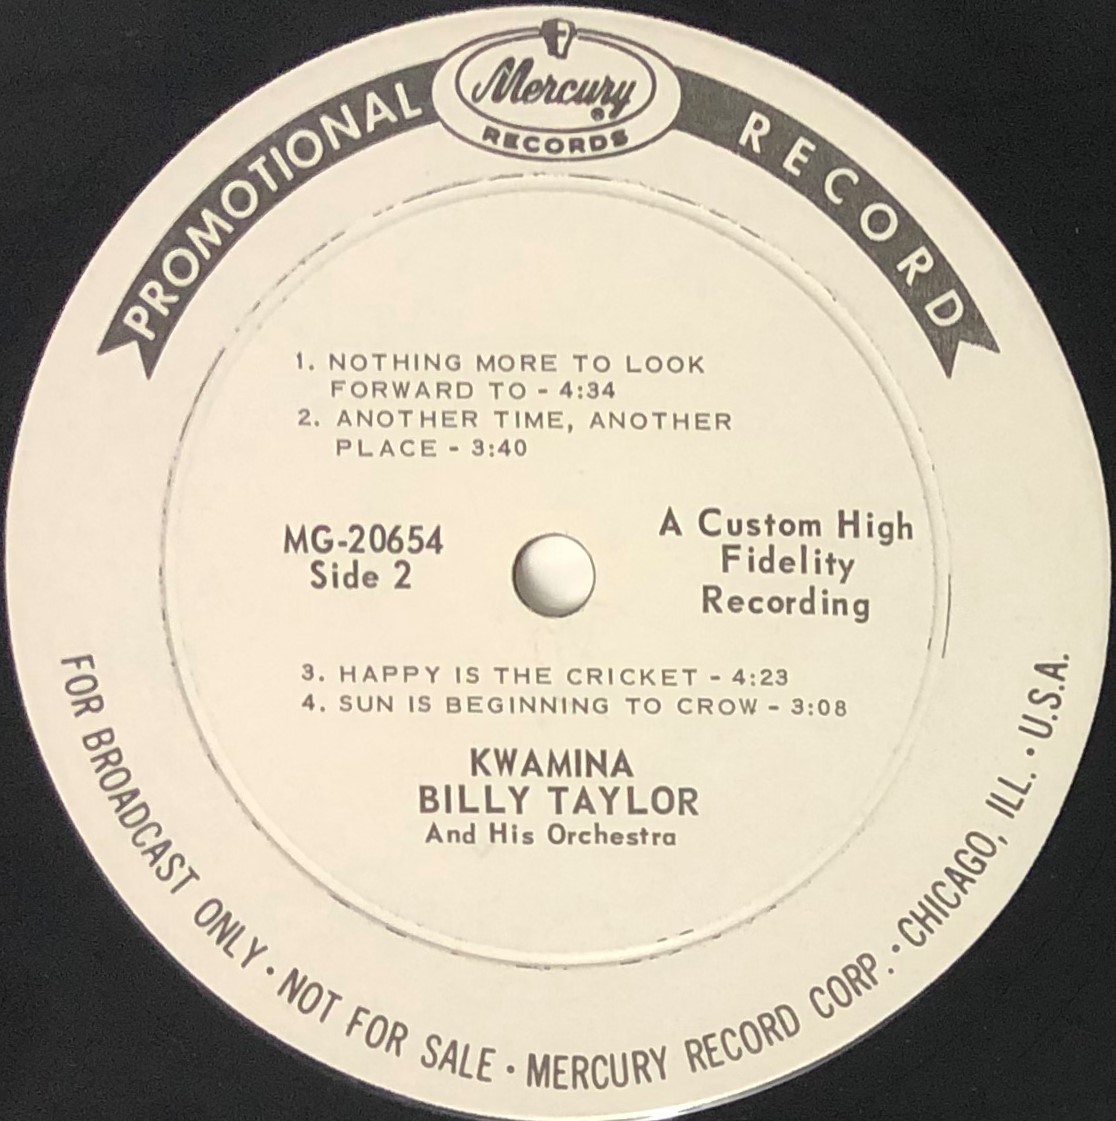 PROMOTIONAL RECORD
Mercury®
RECORDS
1. NOTHING MORE TO LOOK
FORWARD TO - 4:34
2. ANOTHER TIME, ANOTHER
PLACE - 3:40
MG-20654
Side 2
A Custom High
Fidelity
Recording
3. HAPPY IS THE CRICKET - 4:23
4. SUN IS BEGINNING TO CROW - 3:08
KWAMINA
BILLY TAYLOR
And His Orchestra
FOR BROADCAST ONLY · NOT FOR SALE · MERCURY RECORD CORP. · CHICAGO, ILL. · U.S.A.